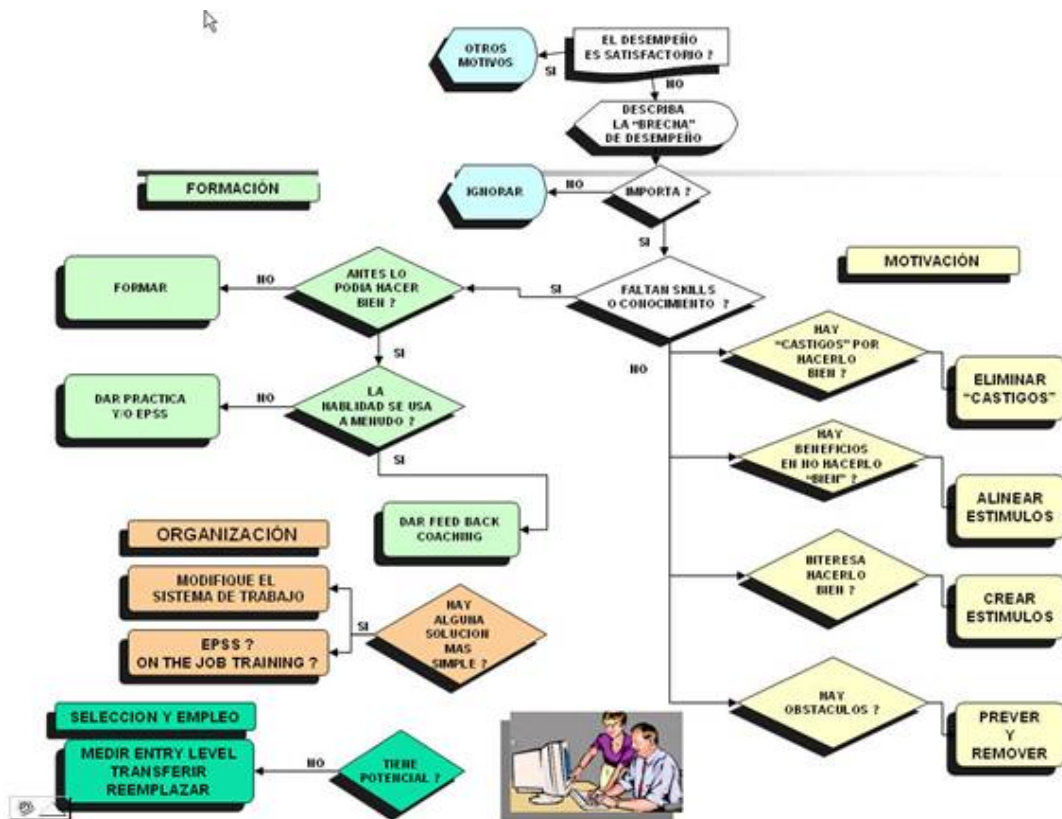 EL DESEMPEÑO
ES SATISFACTORIO ?
OTROS
MOTIVOS
SI
NO
DESCRIBA
LA "BRECHA"
DE DESEMPEÑO
FORMACIÓN
IGNORAR
NO
IMPORTA ?
SI
MOTIVACIÓN
FORMAR
NO
ANTES LO
PODIA HACER
BIEN ?
SI
FALTAN SKILLS
O CONOCIMIENTO ?
SI
NO
HAY
"CASTIGOS" POR
HACERLO
BIEN ?
ELIMINAR
"CASTIGOS"
DAR PRACTICA
Y/O EPSS
NO
LA
HABLIDAD SE USA
A MENUDO ?
SI
HAY
BENEFICIOS
EN NO HACERLO
"BIEN" ?
ALINEAR
ESTIMULOS
DAR FEED BACK
COACHING
ORGANIZACIÓN
MODIFIQUE EL
SISTEMA DE TRABAJO
EPSS ?
ON THE JOB TRAINING ?
SI
HAY
ALGUNA
SOLUCION
MAS
SIMPLE ?
INTERESA
HACERLO
BIEN ?
CREAR
ESTIMULOS
HAY
OBSTACULOS ?
PREVER
Y
REMOVER
SELECCION Y EMPLEO
MEDIR ENTRY LEVEL
TRANSFERIR
REEMPLAZAR
NO
TIENE
POTENCIAL ?